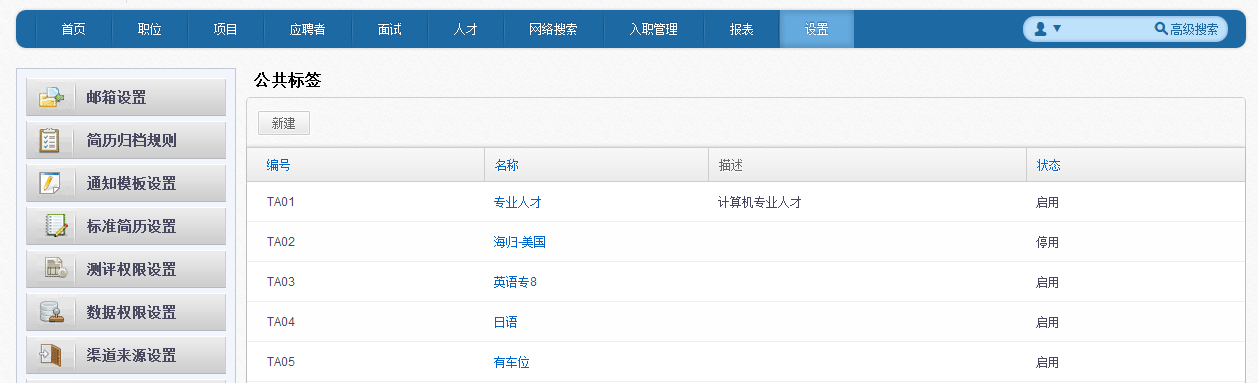 首页 职位 项目 应聘者 面试 人才 网络搜索 入职管理 报表 设置 高级搜索
邮箱设置
简历归档规则
通知模板设置
标准简历设置
测评权限设置
数据权限设置
渠道来源设置
公共标签
新建
编号 名称 描述 状态
TA01 专业人才 计算机专业人才 启用
TA02 海归-美国 停用
TA03 英语专8 启用
TA04 日语 启用
TA05 有车位 启用